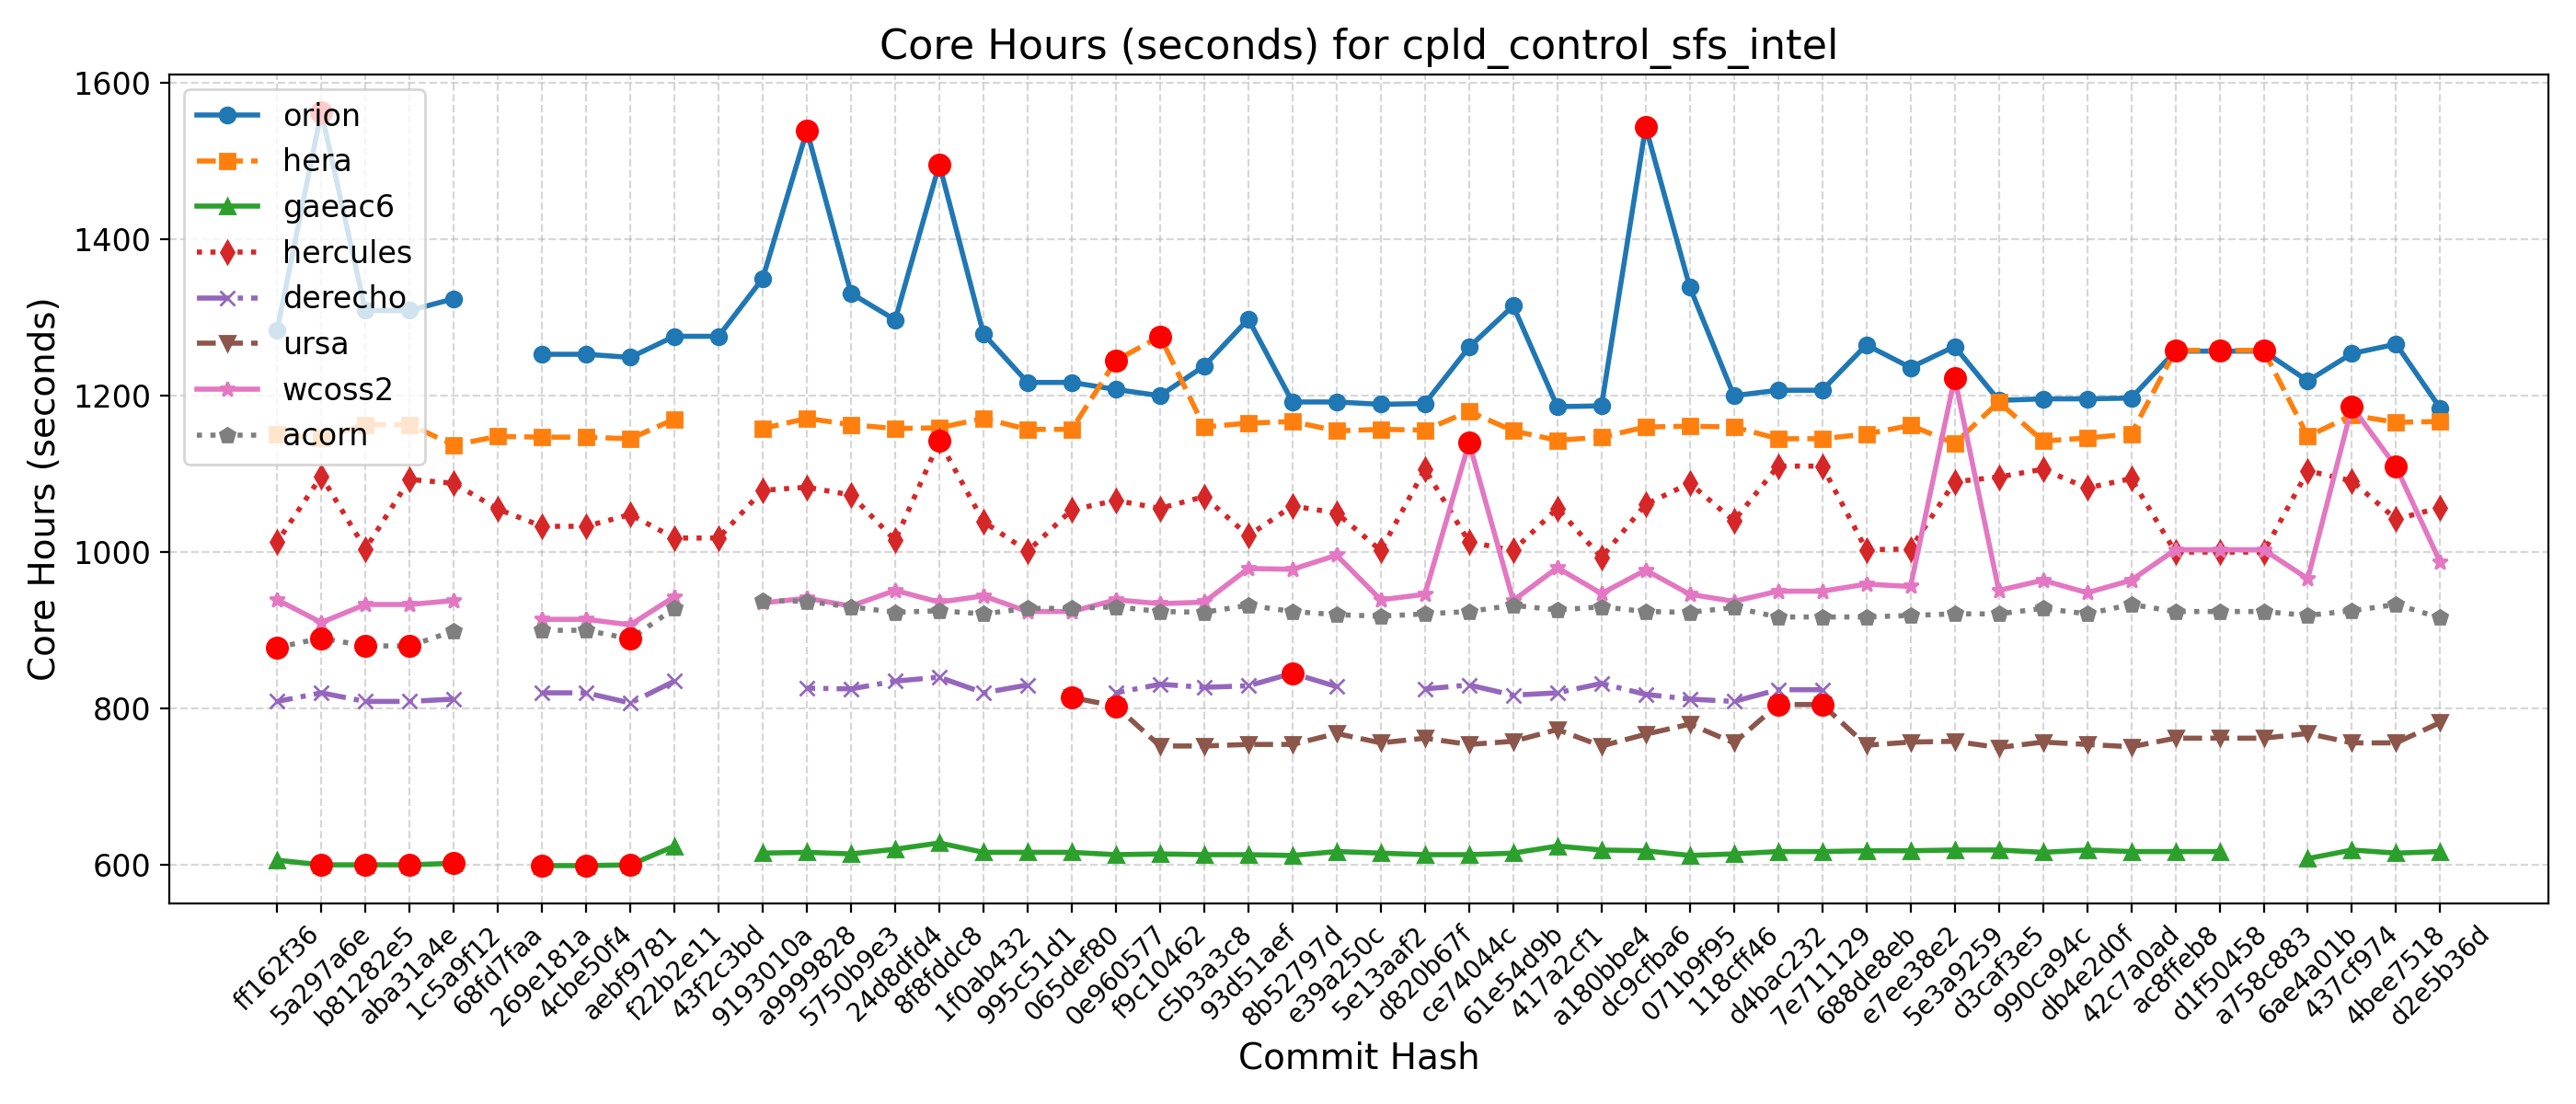 Core Hours (seconds) for cpld_control_sfs_intel
Core Hours (seconds)
1600
1400
1200
1000
800
600
orion
hera
gaeac6
hercules
derecho
ursa
wcoss2
acorn
ff162f36
5a297a6e
b81282e5
aba31a4e
1c5a9f12
68fd7faa
269e181a
4cbe50f4
aebf9781
f22b2e11
43f2c3bd
9193010a
a9999828
5750b9e3
24d8dfd4
8f8fddc8
1f0ab432
995c51d1
065def80
0e960577
f9c10462
c5b3a3c8
93d51aef
8b52797d
e39a250c
5e13aaf2
d820b67f
ce74044c
61e54d9b
417a2cf1
a180bbe4
dc9cfba6
071b9f95
118cff46
d4bac232
7e711129
688de8eb
e7ee38e2
5e3a9259
d3caf3e5
990ca94c
db4e2d0f
42c7a0ad
ac8ffeb8
d1f50458
a758c883
6ae4a01b
437cf974
4bee7518
d2e5b36d
Commit Hash